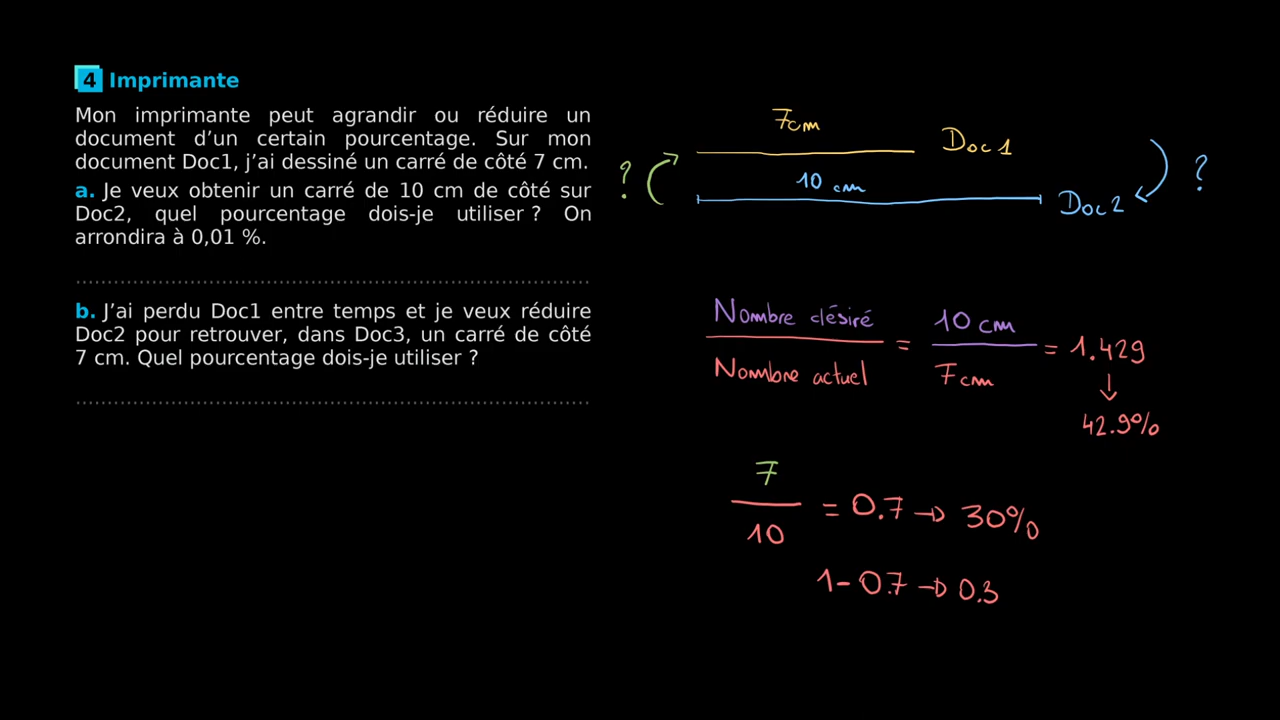 4 Imprimante
Mon imprimante peut agrandir ou réduire un
document d’un certain pourcentage. Sur mon
document Doc1, j’ai dessiné un carré de côté 7 cm.
a. Je veux obtenir un carré de 10 cm de côté sur
Doc2, quel pourcentage dois-je utiliser ? On
arrondira à 0,01 %.
b. J’ai perdu Doc1 entre temps et je veux réduire
Doc2 pour retrouver, dans Doc3, un carré de côté
7 cm. Quel pourcentage dois-je utiliser ?
7cm
Doc1
?
10 cm
Doc2
?
Nombre désiré
Nombre actuel
=
10 cm
7cm
= 1.429
↓
42.9%
7
10
= 0.7 → 30%
1- 0.7 → 0.3